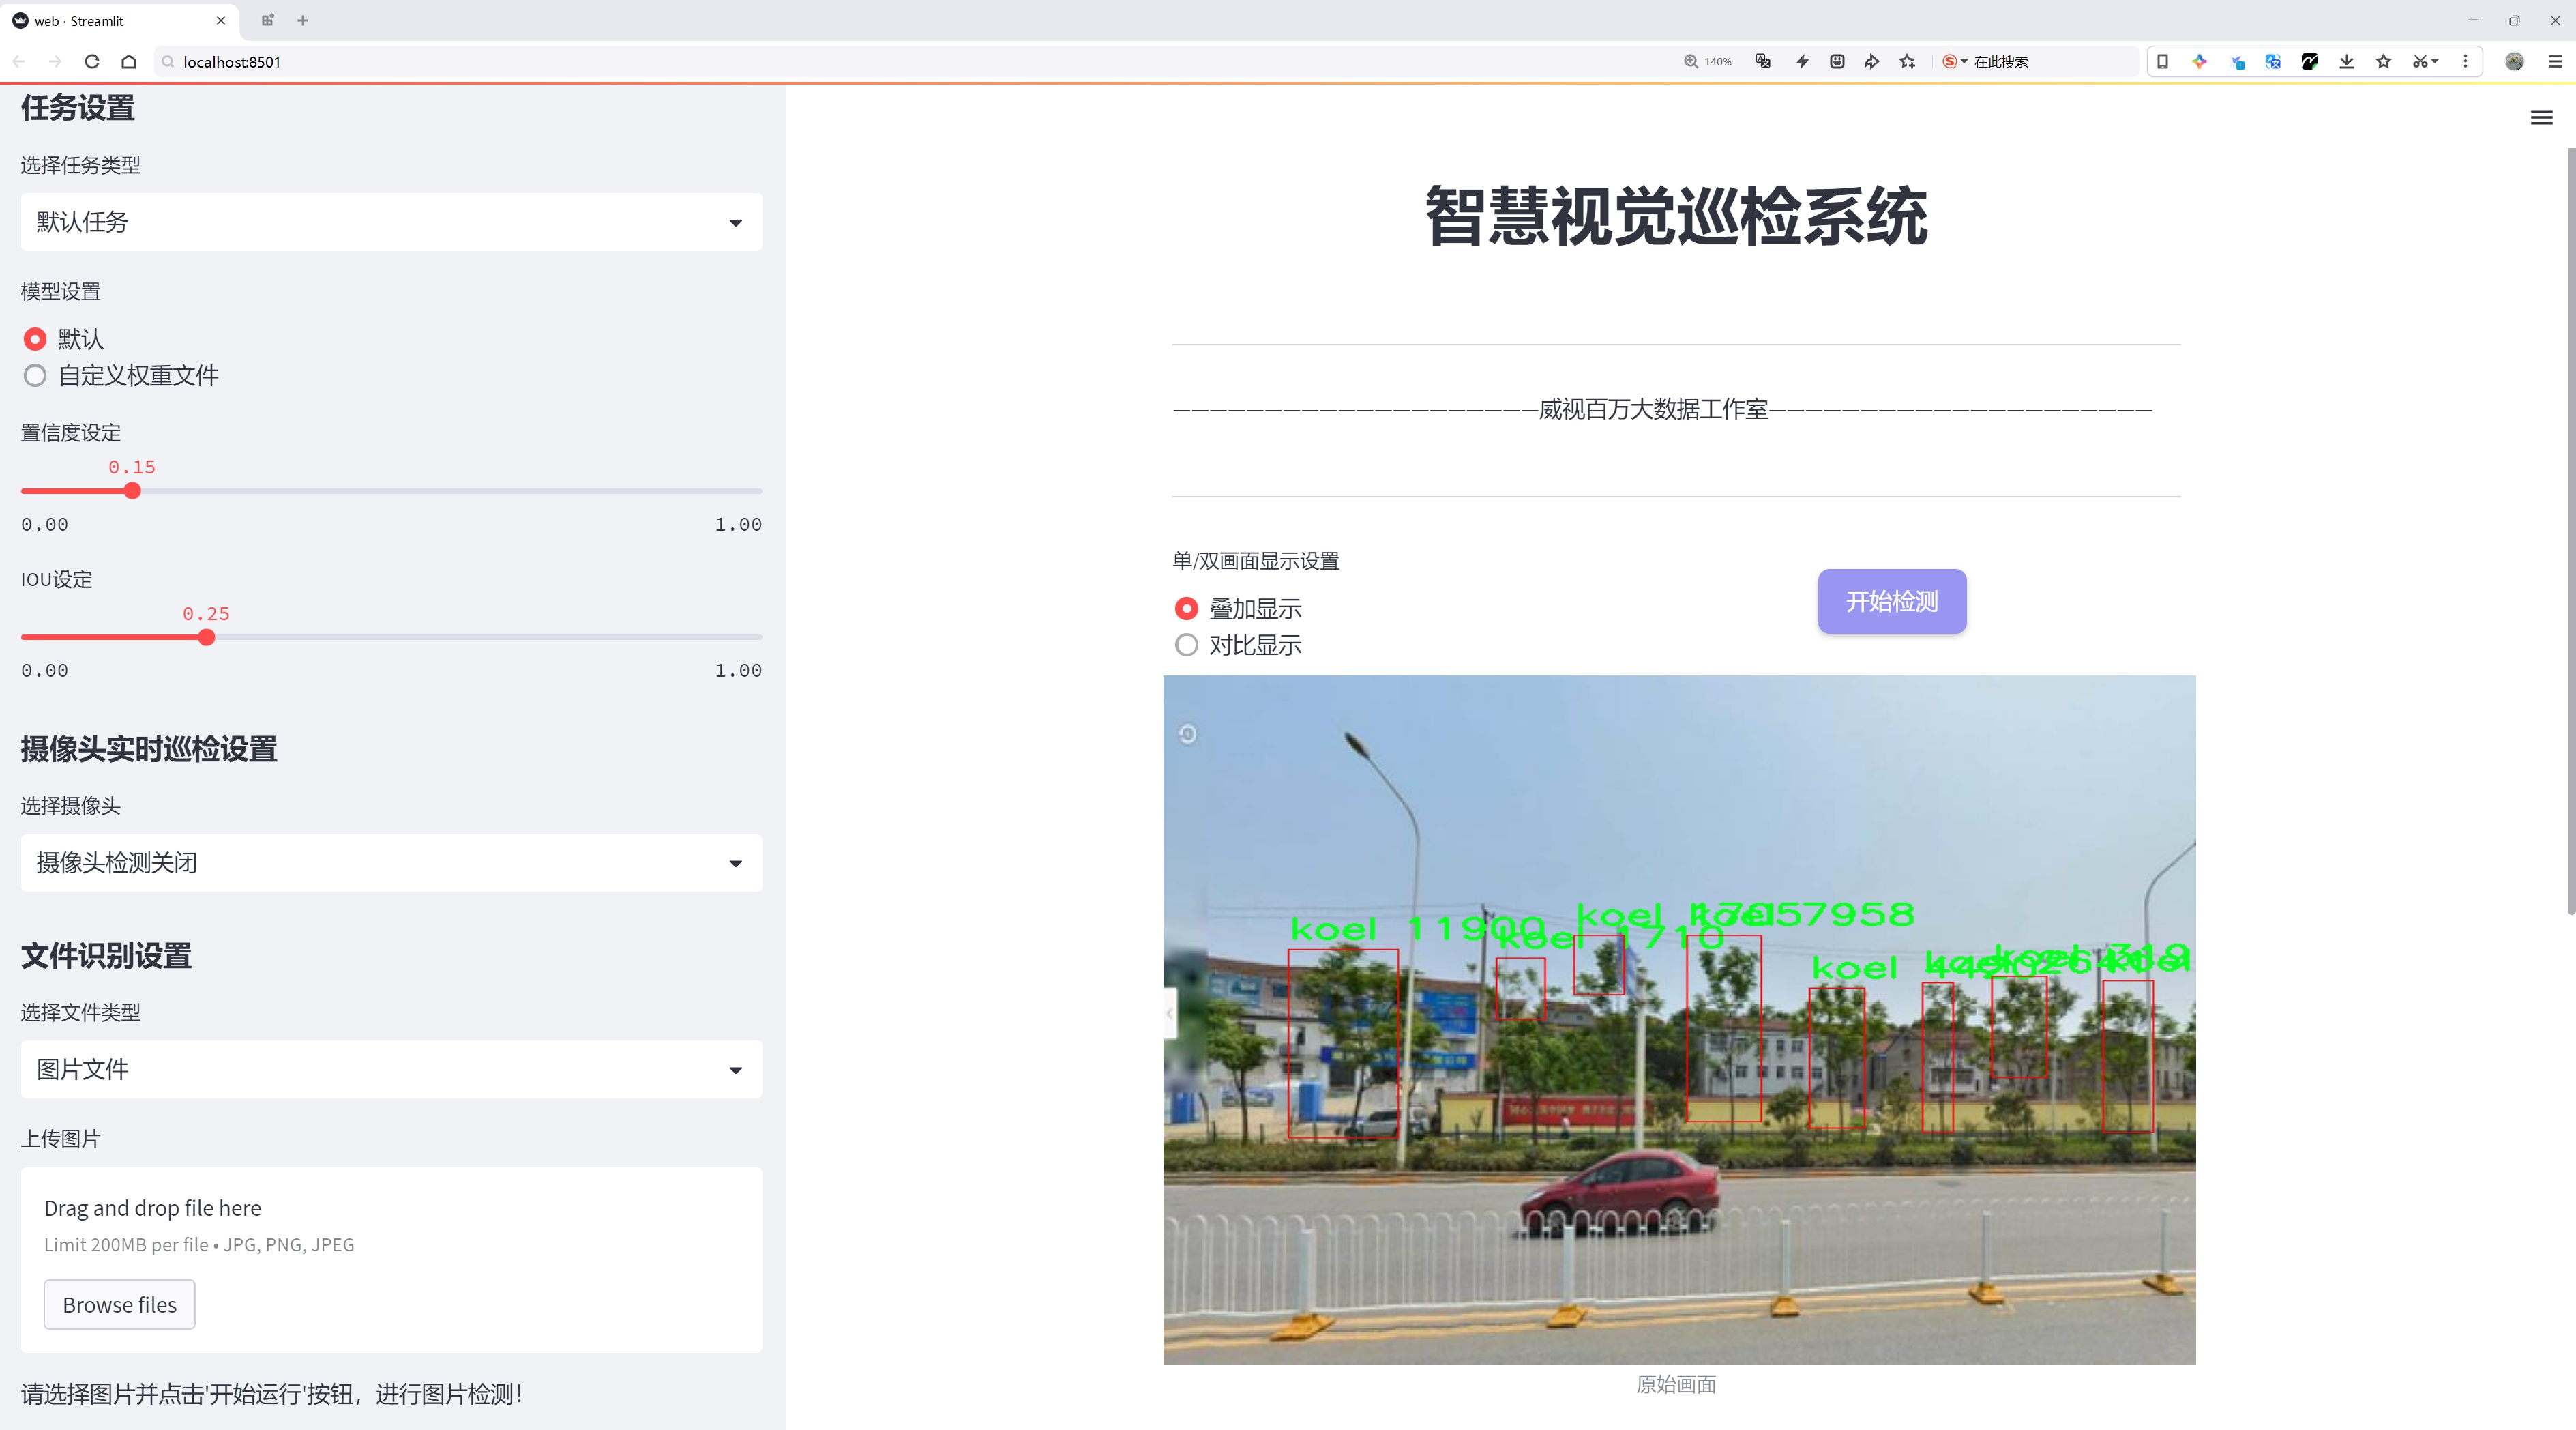 web · Streamlit
localhost:8501
140%
在此搜索
任务设置
选择任务类型
默认任务
模型设置
默认
自定义权重文件
置信度设定
0.15
0.00 1.00
IOU设定
0.25
0.00 1.00
摄像头实时巡检设置
选择摄像头
摄像头检测关闭
文件识别设置
选择文件类型
图片文件
上传图片
Drag and drop file here
Limit 200MB per file • JPG, PNG, JPEG
Browse files
请选择图片并点击'开始运行'按钮，进行图片检测！
智慧视觉巡检系统
————————————————————威视百万大数据工作室—————————————————————
单/双画面显示设置
叠加显示
对比显示
开始检测
koel 11900
koel 1710
koel
koel
koel
koel
原始画面